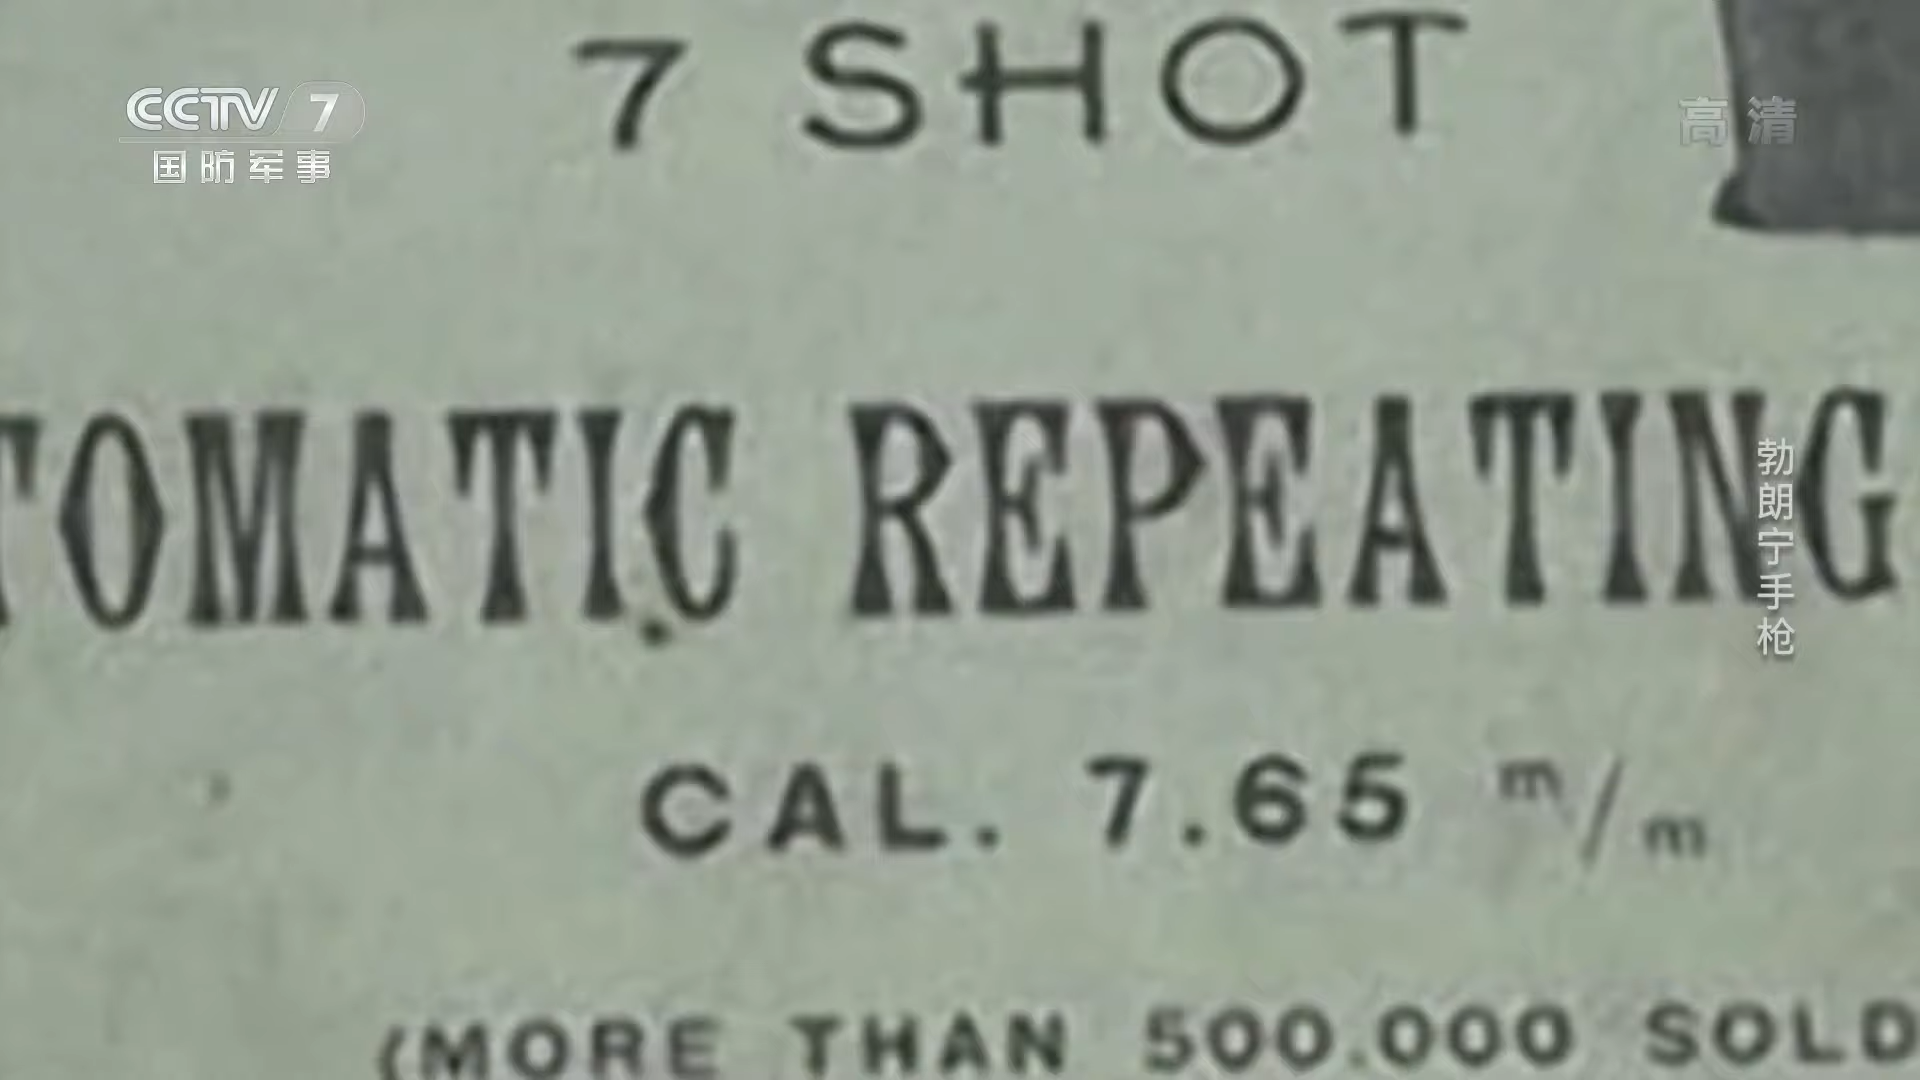 7 SHOT
CCTV 7
国防军事
高清
TOMATIC REPEATING
勃朗宁手枪
CAL. 7.65 m/m
(MORE THAN 500.000 SOLD